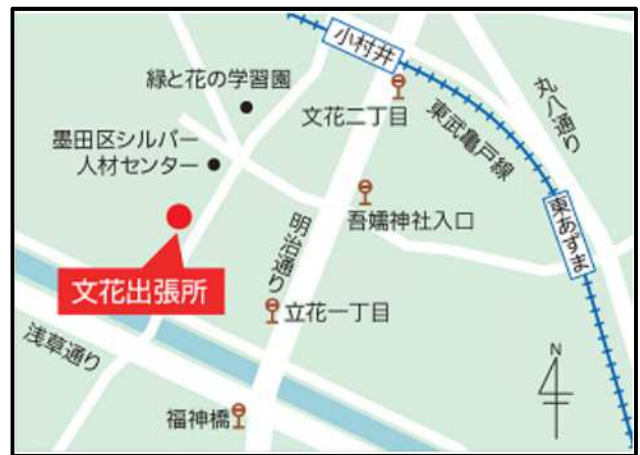 小村井
緑と花の学習園
文花二丁目
丸八通り
東武亀戸線
墨田区シルバー
人材センター
吾嬬神社入口
東あずま
明治通り
文花出張所
立花一丁目
浅草通り
福神橋
N